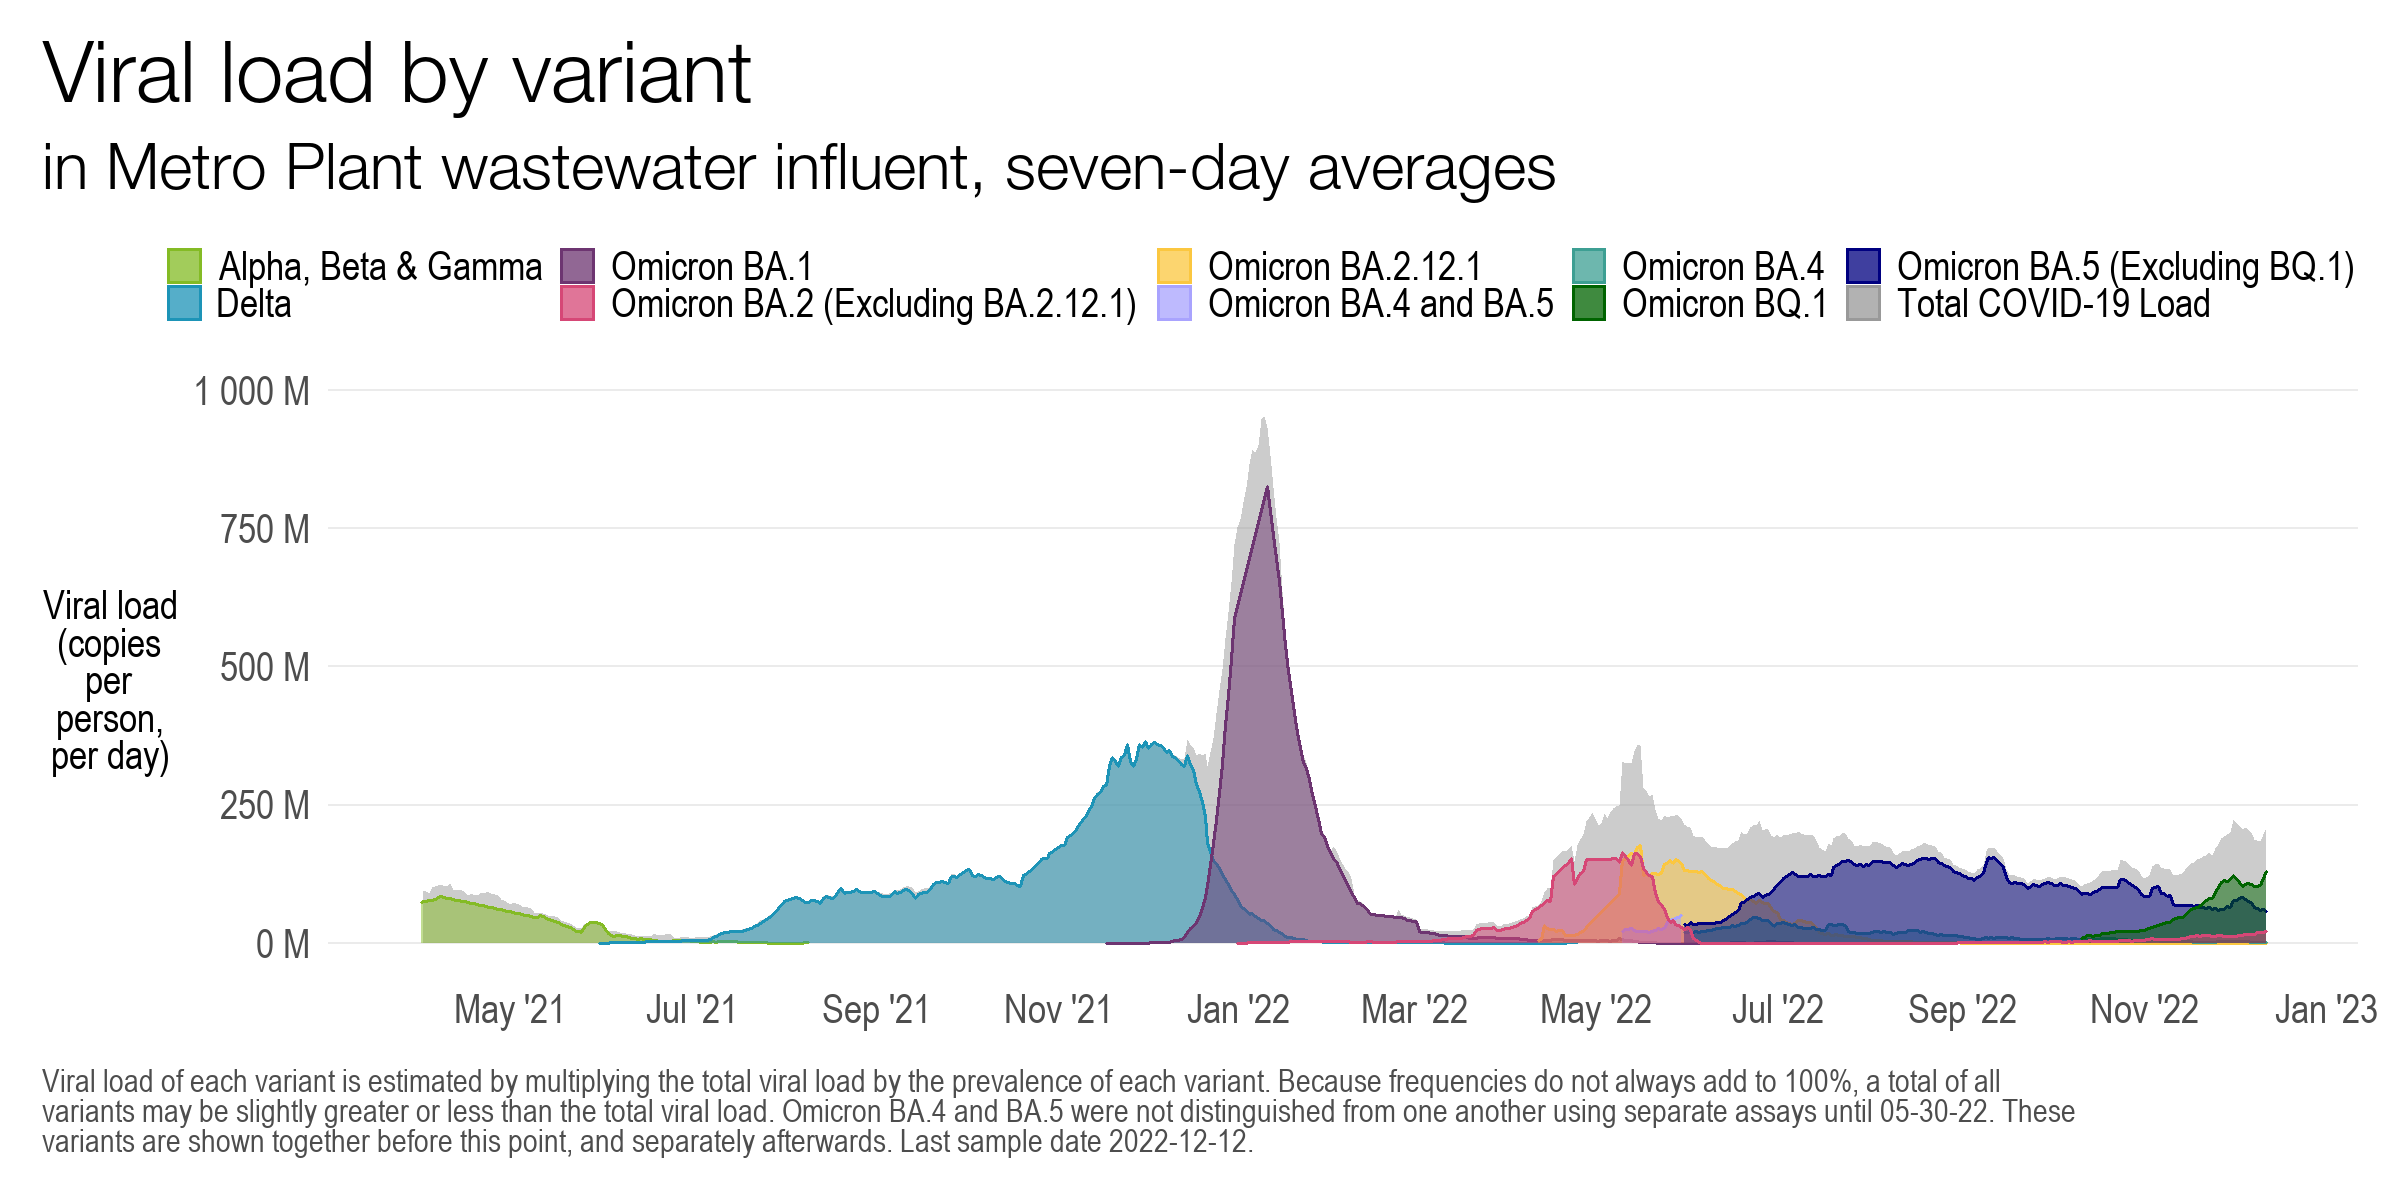 Viral load by variant
in Metro Plant wastewater influent, seven-day averages
Alpha, Beta & Gamma
Omicron BA.1
Omicron BA.2.12.1
Omicron BA.4
Omicron BA.5 (Excluding BQ.1)
Delta
Omicron BA.2 (Excluding BA.2.12.1)
Omicron BA.4 and BA.5
Omicron BQ.1
Total COVID-19 Load
1 000 M
750 M
500 M
250 M
0 M
Viral load
(copies
per
person,
per day)
May '21
Jul '21
Sep '21
Nov '21
Jan '22
Mar '22
May '22
Jul '22
Sep '22
Nov '22
Jan '23
Viral load of each variant is estimated by multiplying the total viral load by the prevalence of each variant. Because frequencies do not always add to 100%, a total of all
variants may be slightly greater or less than the total viral load. Omicron BA.4 and BA.5 were not distinguished from one another using separate assays until 05-30-22. These
variants are shown together before this point, and separately afterwards. Last sample date 2022-12-12.